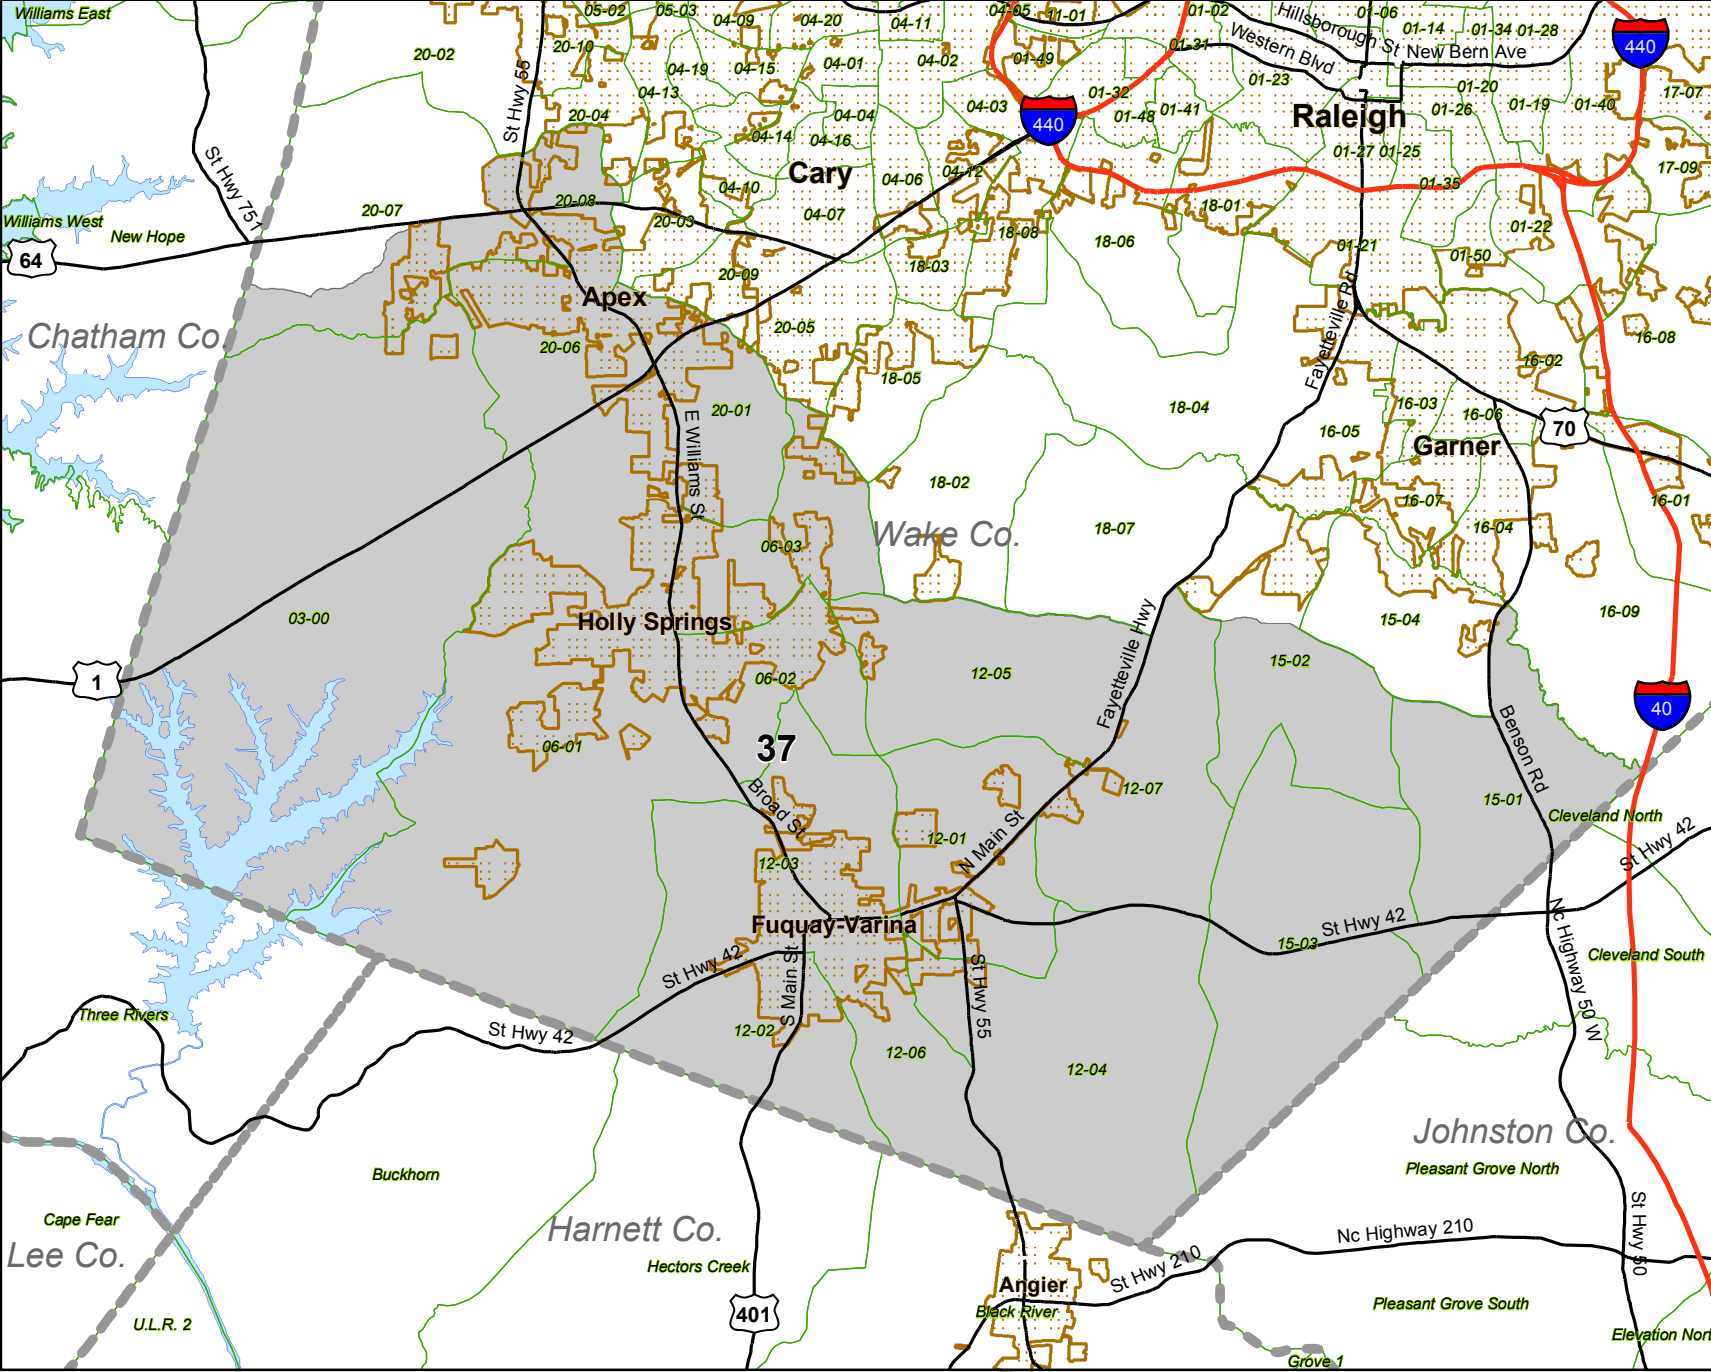 Williams East
05-02
05-03
04-09
04-20
04-11
04-05
11-01
01-02
01-06
01-14
01-34
01-28
Hillsborough St
Western Blvd
New Bern Ave
440
20-02
20-10
St Hwy 55
04-19
04-15
04-01
04-02
01-49
01-31
01-23
01-20
17-07
04-13
04-03
01-32
01-41
01-26
01-19
01-40
20-04
04-04
440
01-48
Raleigh
04-14
04-16
01-27
01-25
St Hwy 751
Cary
04-12
17-09
04-10
04-06
01-35
20-08
20-07
Williams West
New Hope
20-03
04-07
18-01
01-22
18-08
18-06
01-21
01-50
64
20-09
18-03
Apex
Fayetteville Rd
Chatham Co.
20-05
20-06
16-08
16-02
18-05
20-01
18-04
16-03
16-06
E Williams St
16-05
70
Garner
18-02
16-07
16-01
Wake Co.
18-07
16-04
06-03
03-00
Holly Springs
Fayetteville Hwy
15-04
16-09
15-02
12-05
06-02
1
40
Benson Rd
06-01
37
12-07
15-01
Broad St
Cleveland North
St Hwy 42
12-01
N Main St
12-03
Fuquay-Varina
St Hwy 42
15-03
Nc Highway 50 W
Cleveland South
St Hwy 42
S Main St
St Hwy 55
Three Rivers
St Hwy 42
12-02
12-06
12-04
Johnston Co.
Pleasant Grove North
Buckhorn
Cape Fear
Harnett Co.
St Hwy 50
Nc Highway 210
Lee Co.
Hectors Creek
St Hwy 210
Angier
Black River
401
U.L.R. 2
Pleasant Grove South
Elevation Nort
Grove 1